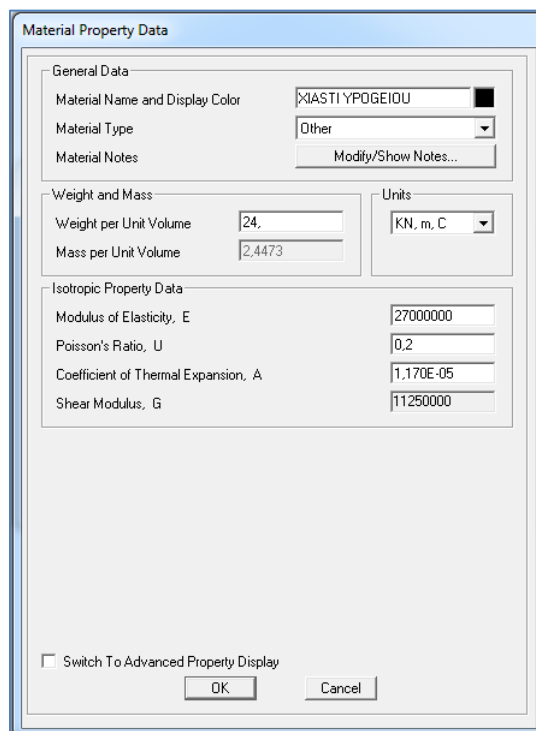 Material Property Data
General Data
Material Name and Display Color XIASTI YPOGEIOU
Material Type Other
Material Notes Modify/Show Notes...
Weight and Mass
Weight per Unit Volume 24,
Mass per Unit Volume 2,4473
Units
KN, m, C
Isotropic Property Data
Modulus of Elasticity, E 27000000
Poisson's Ratio, U 0,2
Coefficient of Thermal Expansion, A 1,170E-05
Shear Modulus, G 11250000
Switch To Advanced Property Display
OK Cancel